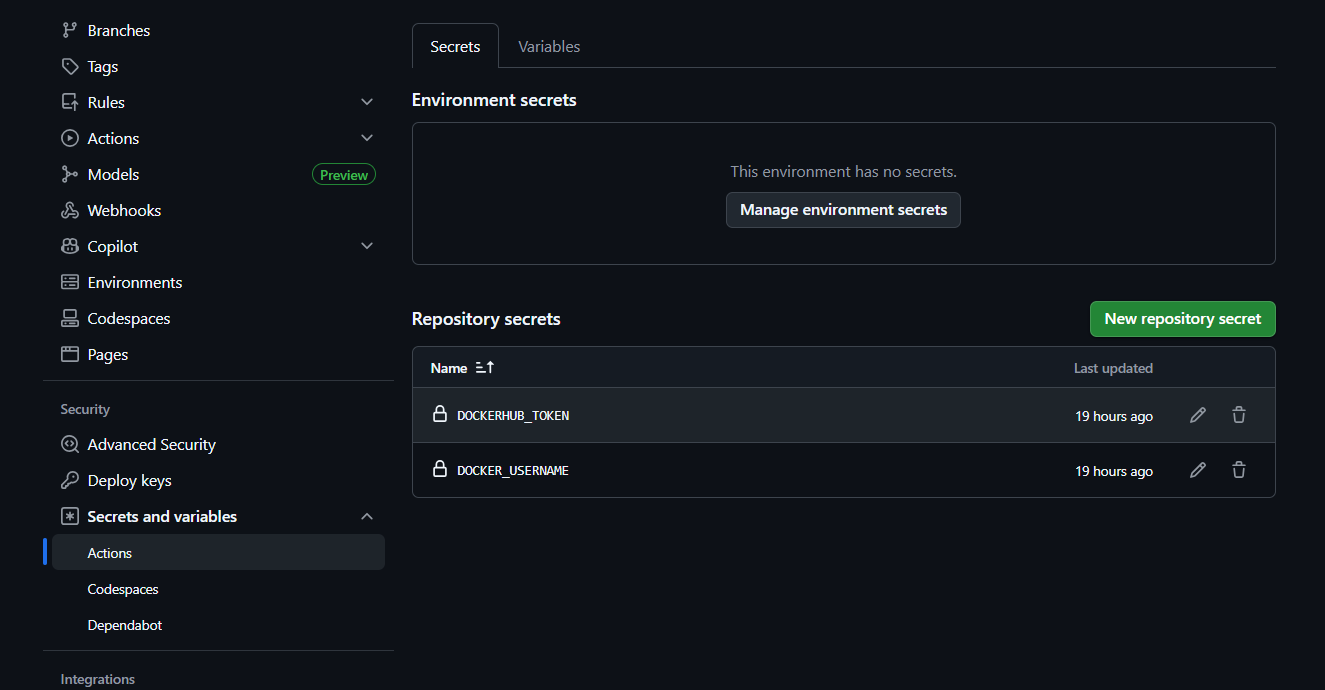 Branches
Tags
Rules
Actions
Models
Preview
Webhooks
Copilot
Environments
Codespaces
Pages
Security
Advanced Security
Deploy keys
Secrets and variables
Actions
Codespaces
Dependabot
Integrations
Secrets Variables
Environment secrets
This environment has no secrets.
Manage environment secrets
Repository secrets
New repository secret
Name Last updated
DOCKERHUB_TOKEN 19 hours ago
DOCKER_USERNAME 19 hours ago